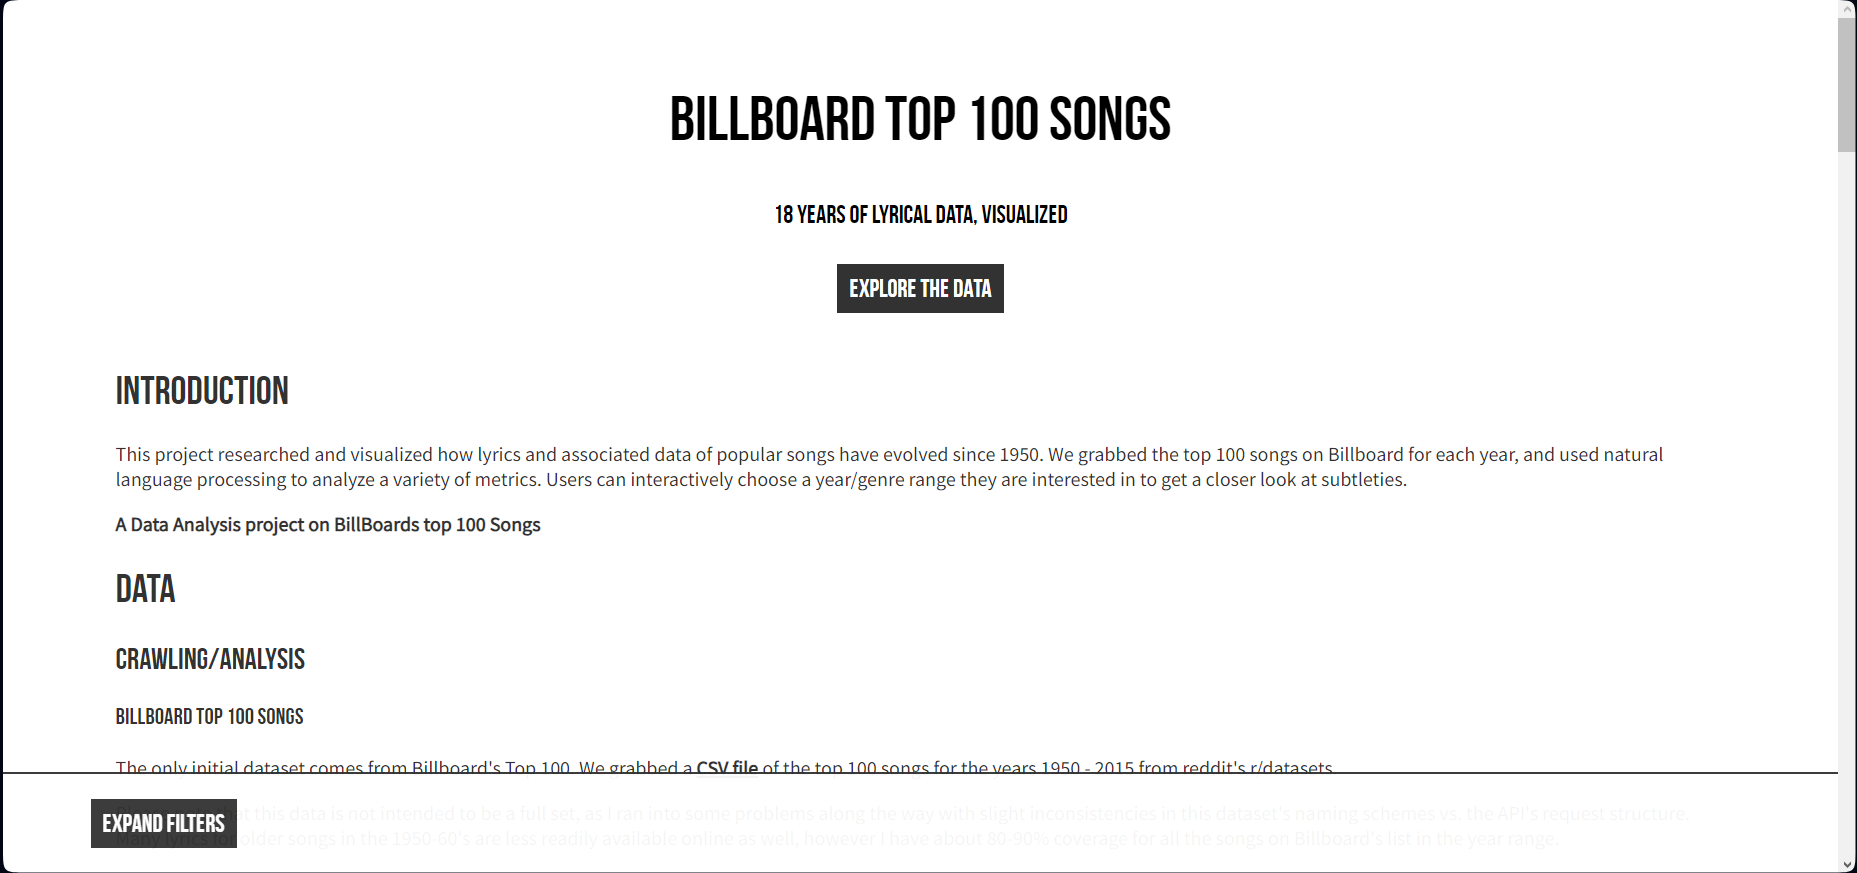 BILLBOARD TOP 100 SONGS
18 YEARS OF LYRICAL DATA, VISUALIZED
EXPLORE THE DATA
INTRODUCTION
This project researched and visualized how lyrics and associated data of popular songs have evolved since 1950. We grabbed the top 100 songs on Billboard for each year, and used natural
language processing to analyze a variety of metrics. Users can interactively choose a year/genre range they are interested in to get a closer look at subtleties.
A Data Analysis project on BillBoards top 100 Songs
DATA
CRAWLING/ANALYSIS
BILLBOARD TOP 100 SONGS
The only initial dataset comes from Billboard's Top 100. We grabbed a CSV file of the top 100 songs for the years 1950 - 2015 from reddit's r/datasets.
Please note that this data is not intended to be a full set, as I ran into some problems along the way with slight inconsistencies in this dataset's naming schemes vs. the API's request structure.
Many lyrics for older songs in the 1950-60's are less readily available online as well, however I have about 80-90% coverage for all the songs on Billboard's list in the year range.
EXPAND FILTERS